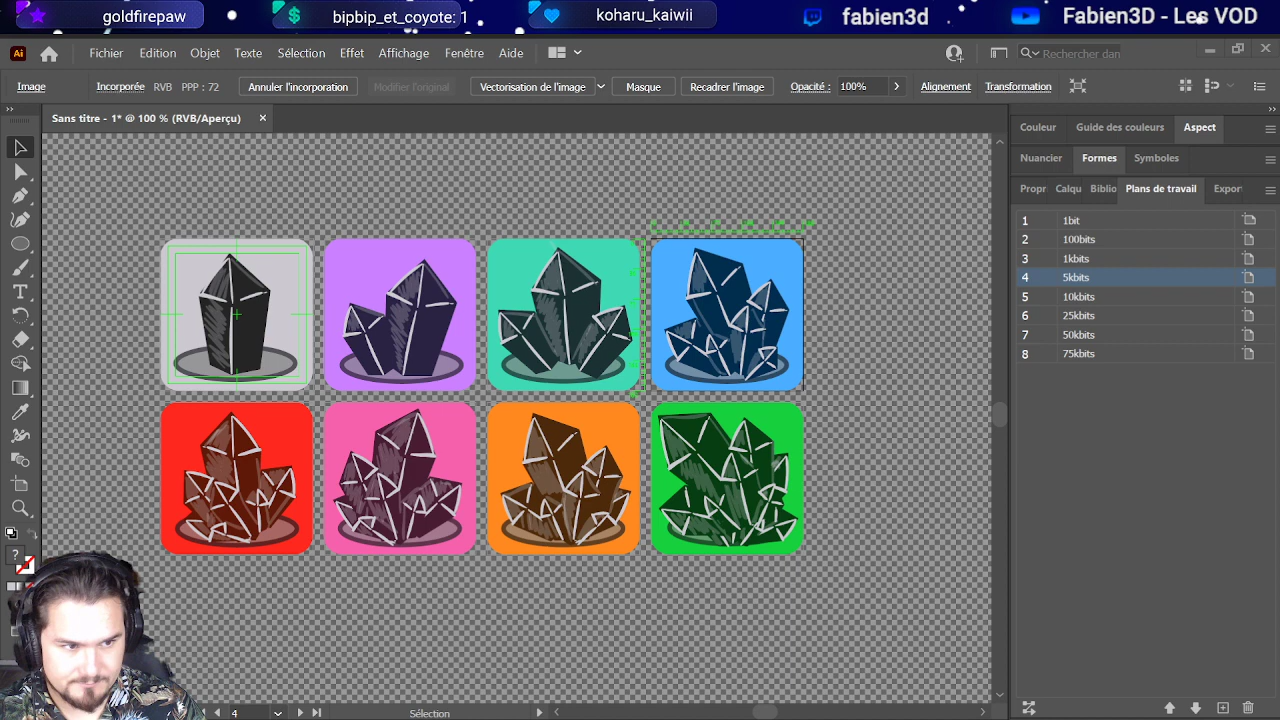 goldfirepaw
bipbip_et_coyote: 1
koharu_kaiwii
fabien3d
Fabien3D - Les VOD
Ai
Fichier Edition Objet Texte Sélection Effet Affichage Fenêtre Aide
Rechercher dan
Image
Incorporée RVB PPP : 72
Annuler l'incorporation
Modifier l'original
Vectorisation de l'image
Masque
Recadrer l'image
Opacité : 100%
Alignement
Transformation
Sans titre - 1* @ 100 % (RVB/Aperçu)
Couleur Guide des couleurs Aspect
Nuancier Formes Symboles
Propr Calqu Biblio Plans de travail Expor
1 1bit
2 100bits
3 1kbits
4 5kbits
5 10kbits
6 25kbits
7 50kbits
8 75kbits
4
Sélection